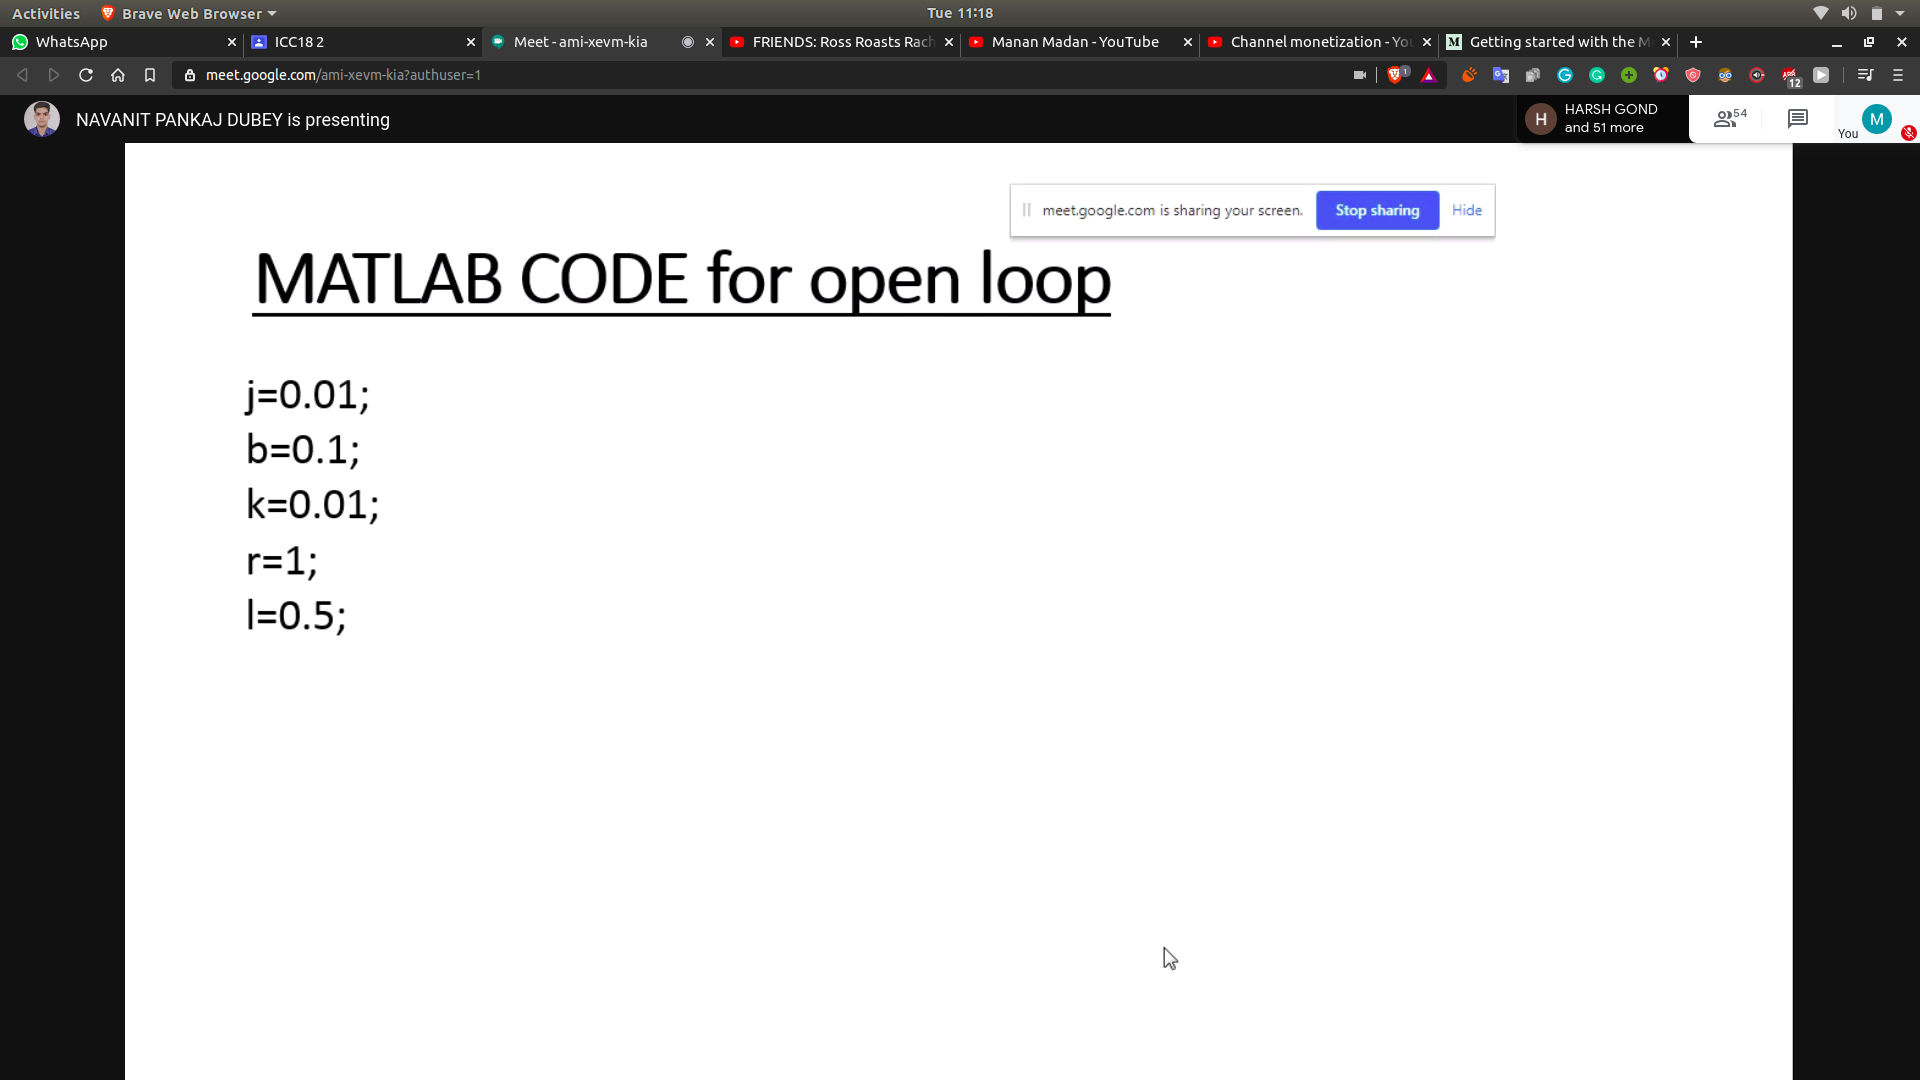 Activities Brave Web Browser Tue 11:18
WhatsApp ICC18 2 Meet - ami-xevm-kia FRIENDS: Ross Roasts Rach Manan Madan - YouTube Channel monetization - You Getting started with the M
meet.google.com/ami-xevm-kia?authuser=1 1 12
NAVANIT PANKAJ DUBEY is presenting
H HARSH GOND
and 51 more
54
You M
meet.google.com is sharing your screen. Stop sharing Hide
MATLAB CODE for open loop
j=0.01;
b=0.1;
k=0.01;
r=1;
l=0.5;